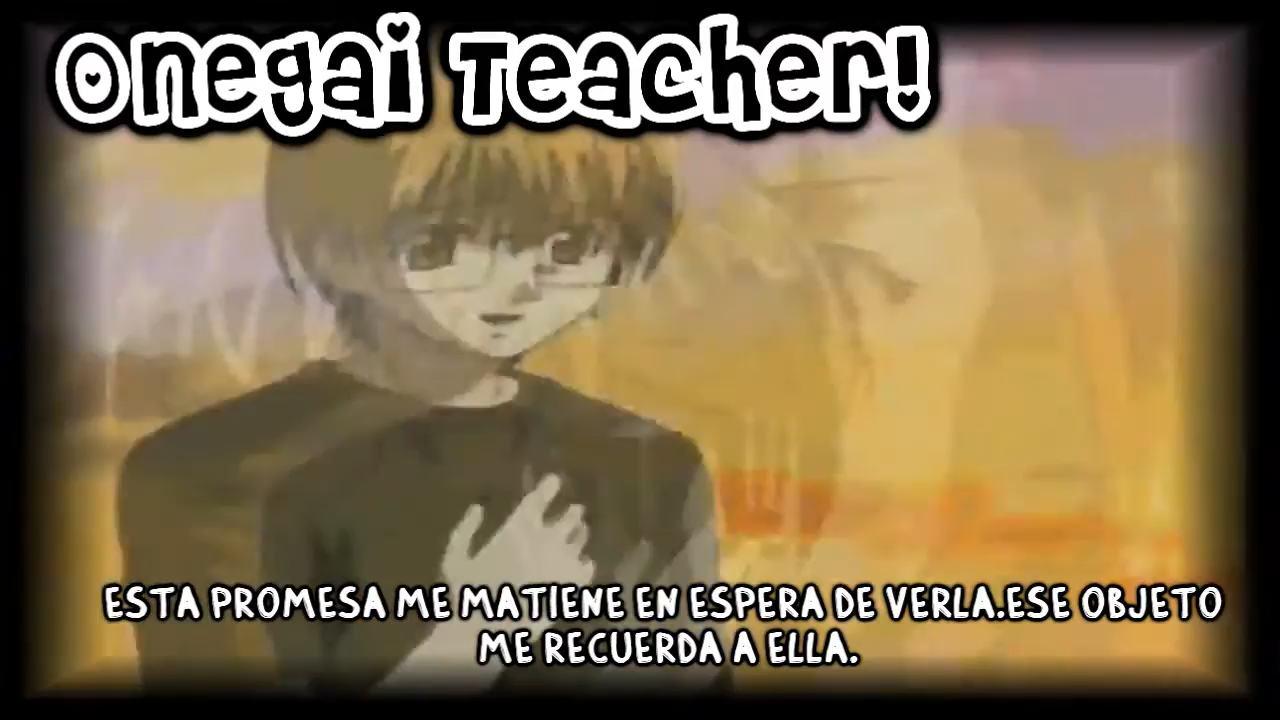 Onegai Teacher!
ESTA PROMESA ME MATIENE EN ESPERA DE VERLA.ESE OBJETO
ME RECUERDA A ELLA.